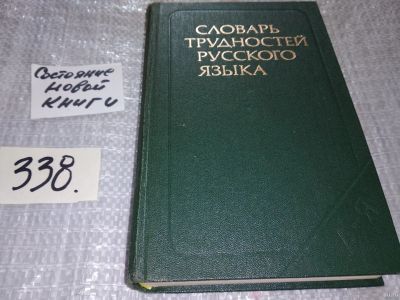 СЛОВАРЬ
ТРУДНОСТЕЙ
РУССКОГО
ЯЗЫКА
Состояние
новой
книги
338.